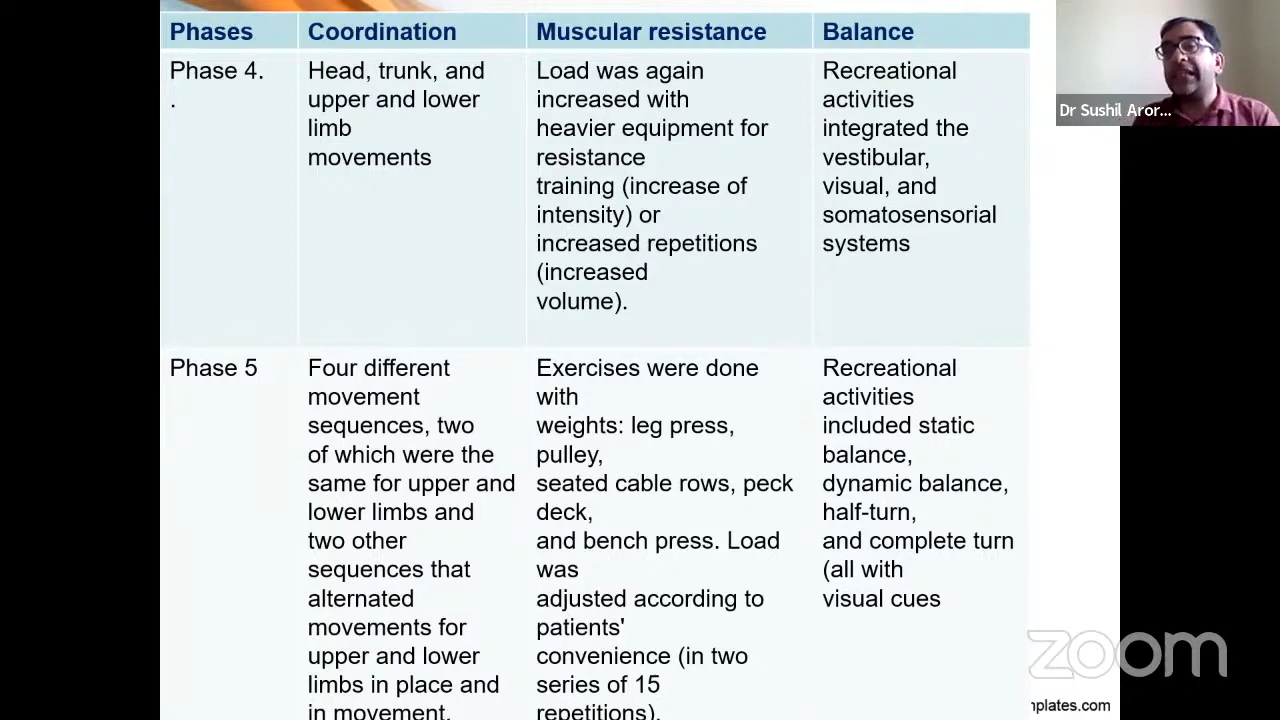 Phases Coordination Muscular resistance Balance
Phase 4.
.
Head, trunk, and
upper and lower
limb
movements
Load was again
increased with
heavier equipment for
resistance
training (increase of
intensity) or
increased repetitions
(increased
volume).
Recreational
activities
integrated the
vestibular,
visual, and
somatosensorial
systems
Phase 5
Four different
movement
sequences, two
of which were the
same for upper and
lower limbs and
two other
sequences that
alternated
movements for
upper and lower
limbs in place and
in movement.
Exercises were done
with
weights: leg press,
pulley,
seated cable rows, peck
deck,
and bench press. Load
was
adjusted according to
patients'
convenience (in two
series of 15
repetitions).
Recreational
activities
included static
balance,
dynamic balance,
half-turn,
and complete turn
(all with
visual cues
Dr Sushil Aror...
zoom
nplates.com